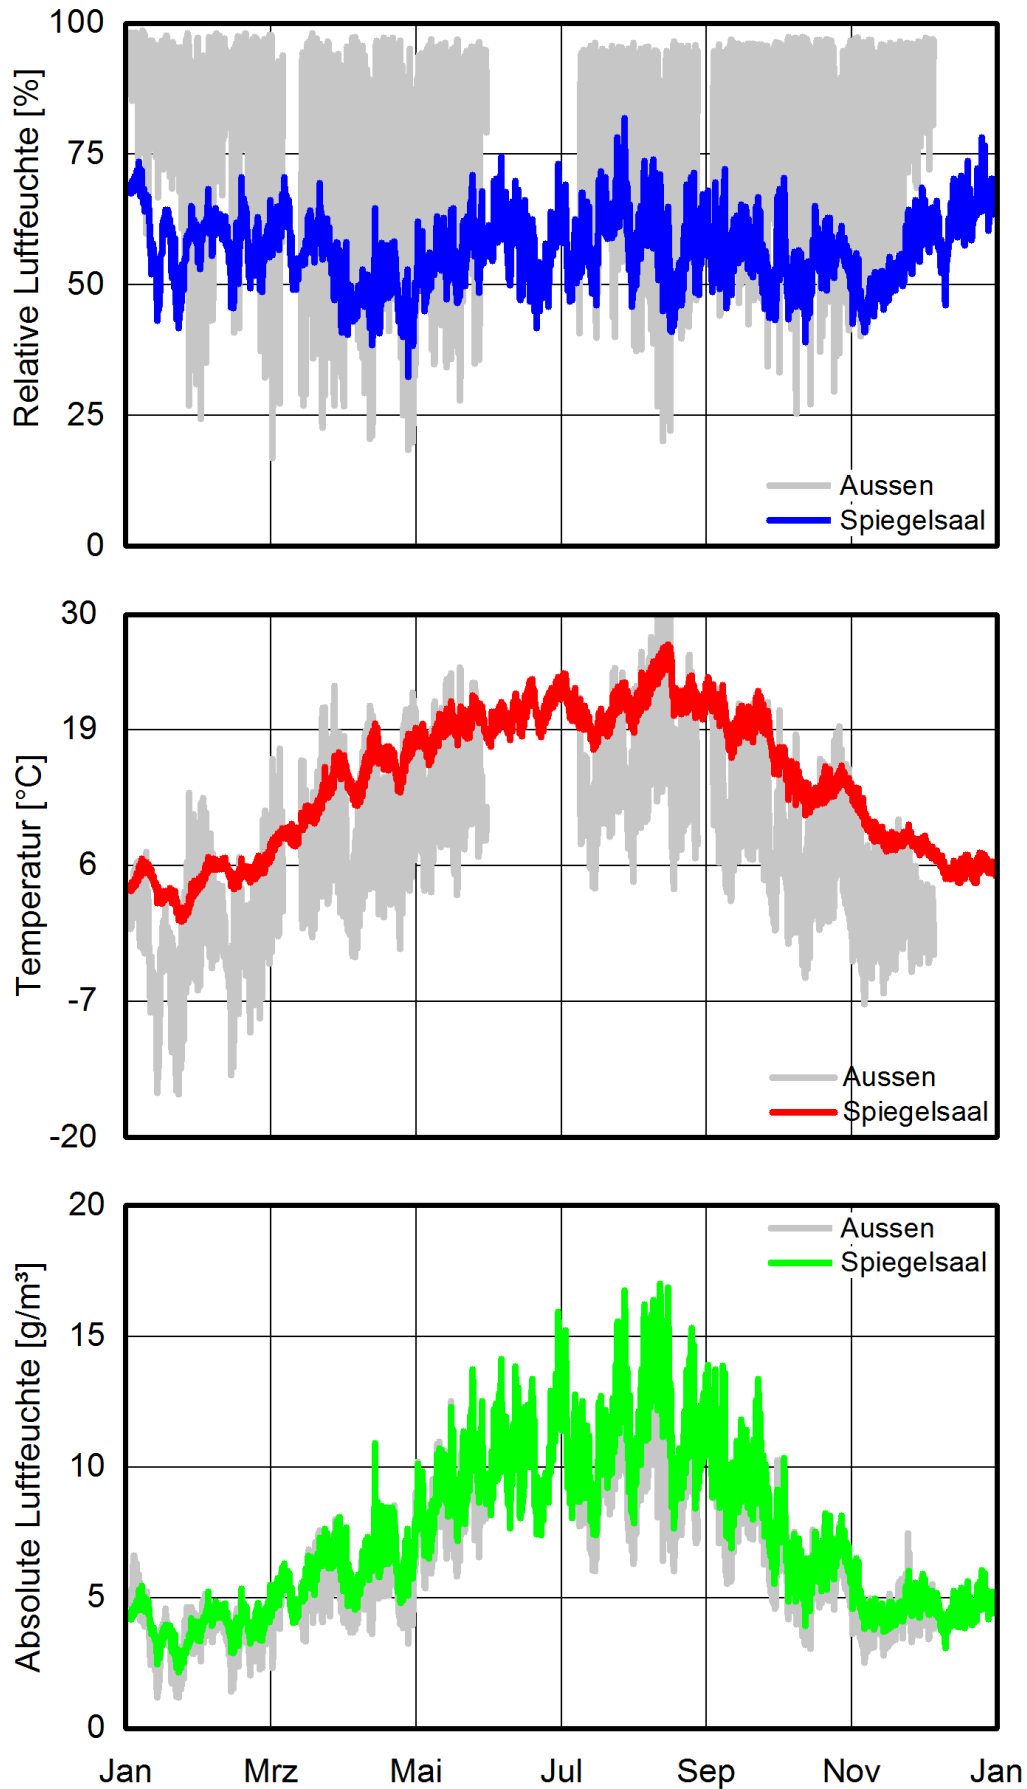 100
75
50
25
0
Relative Luftfeuchte [%]
Aussen
Spiegelsaal
30
19
6
-7
-20
Temperatur [°C]
Aussen
Spiegelsaal
20
15
10
5
0
Absolute Luftfeuchte [g/m³]
Aussen
Spiegelsaal
Jan Mrz Mai Jul Sep Nov Jan